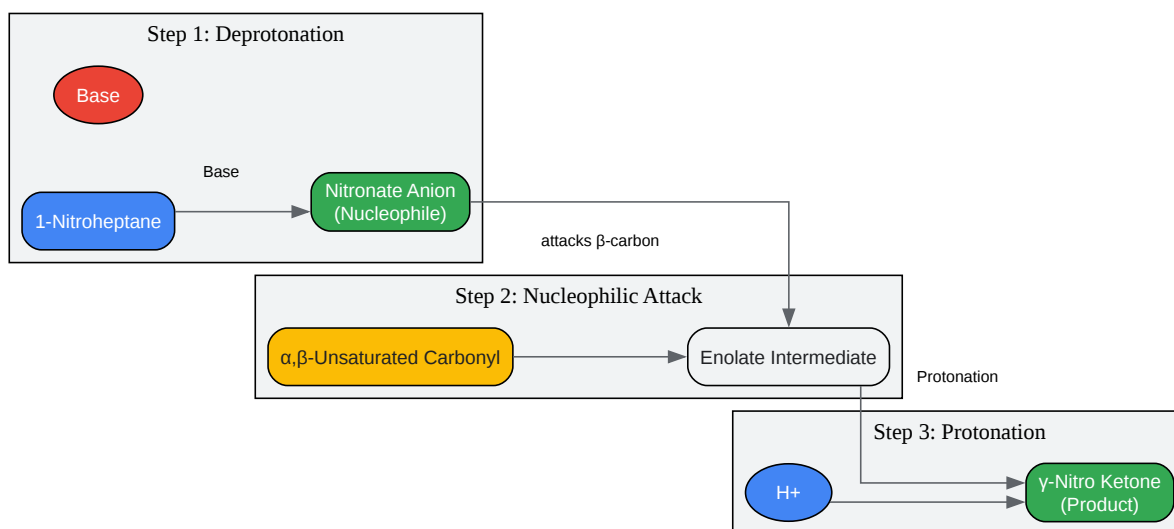 Step 1: Deprotonation
Base
Base
1-Nitroheptane
Nitronate Anion
(Nucleophile)
attacks β-carbon
Step 2: Nucleophilic Attack
α,β-Unsaturated Carbonyl
Enolate Intermediate
Protonation
Step 3: Protonation
H+
γ-Nitro Ketone
(Product)